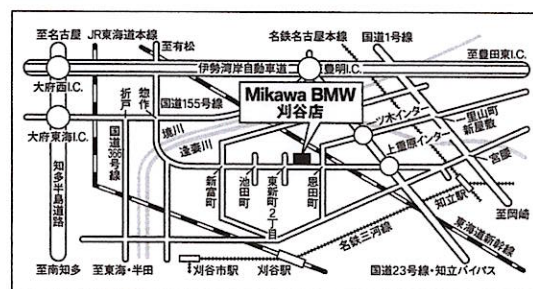 至名古屋
JR東海道本線
至有松
名鉄名古屋本線
国道1号線
伊勢湾岸自動車道
豊明I.C.
至豊田東I.C.
大府西I.C.
折戸
惣作
国道155号線
Mikawa BMW
刈谷店
一ツ木インター
里山町
新屋敷
大府東海I.C.
国道366号線
境川
逢妻川
上重原インター
宮腰
知多半島道路
新富町
池田町
東新町
2丁目
恩田町
知立駅
至岡崎
名鉄三河線
東海道新幹線
至南知多
至東海・半田
刈谷市駅
刈谷駅
国道23号線・知立バイパス